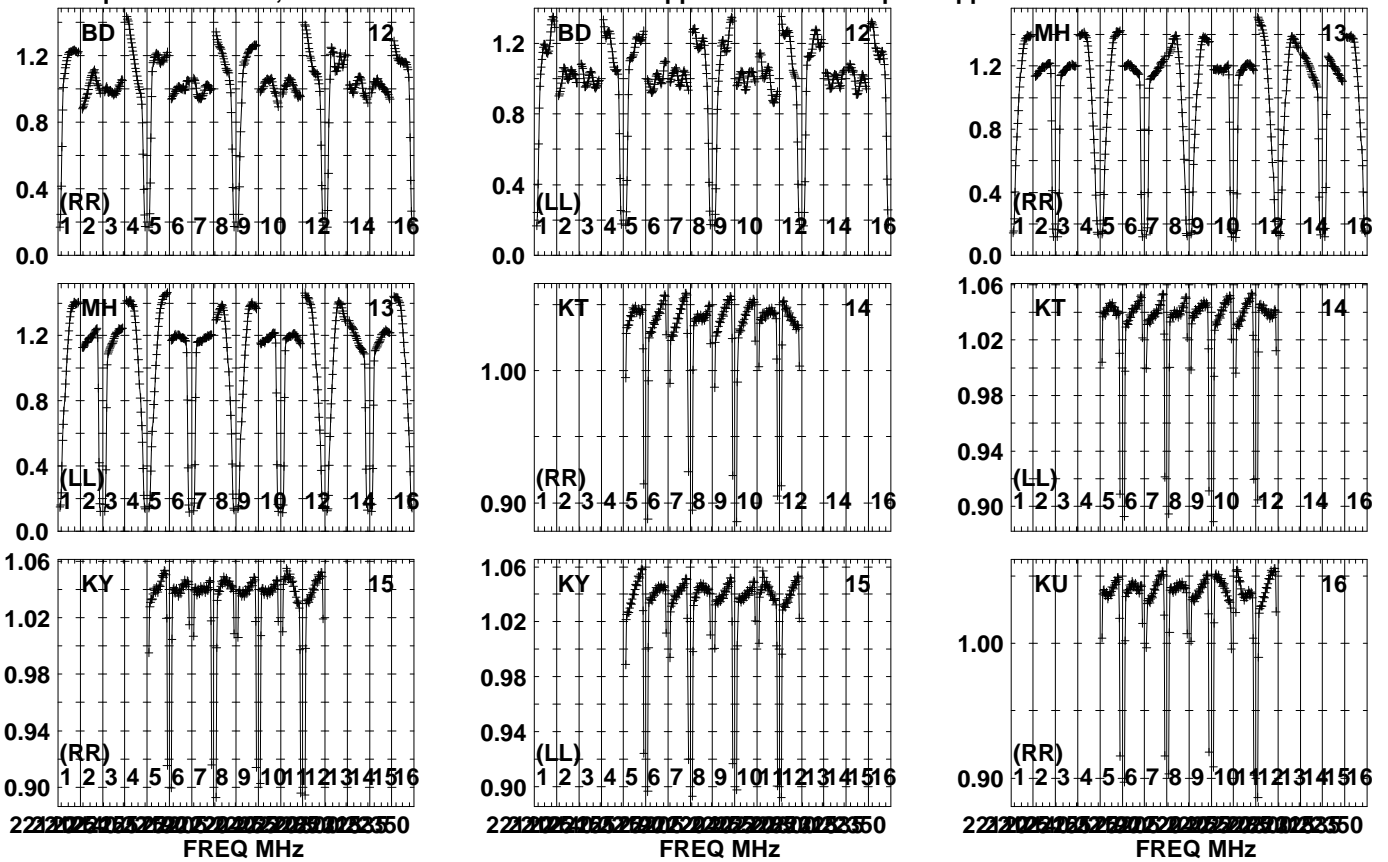 BD 12
1.2
0.8
0.4
(RR)
1 2 3 4 5 6 7 8 9 10 12 14 16
0.0
BD 12
1.2
0.8
0.4
(LL)
1 2 3 4 5 6 7 8 9 10 12 14 16
0.0
MH 13
1.2
0.8
0.4
(RR)
1 2 3 4 5 6 7 8 9 10 12 14 16
0.0
MH 13
1.2
0.8
0.4
(LL)
1 2 3 4 5 6 7 8 9 10 12 14 16
0.0
KT 14
1.00
(RR)
0.90
1 2 3 5 6 7 8 9 10 12 14 16
1.06
KT 14
1.02
0.98
0.94
(LL)
0.90
1 2 3 5 6 7 8 9 10 12 14 16
1.06
KY 15
1.02
0.98
0.94
(RR)
0.90
1 2 3 5 6 7 8 9 10 11 12 13 14 15 16
1.06
KY 15
1.02
0.98
0.94
(LL)
0.90
1 2 3 5 6 7 8 9 10 11 12 13 14 15 16
KU 16
1.00
(RR)
0.90
1 2 3 5 6 7 8 9 10 11 12 13 14 15 16
FREQ MHz
FREQ MHz
FREQ MHz